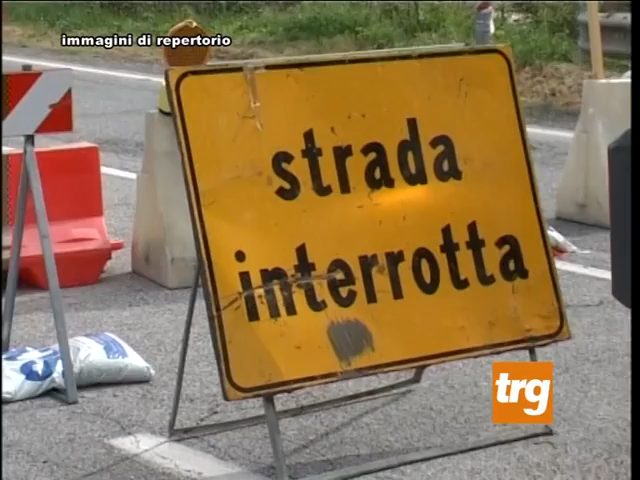 immagini di repertorio
strada
interrotta
trg